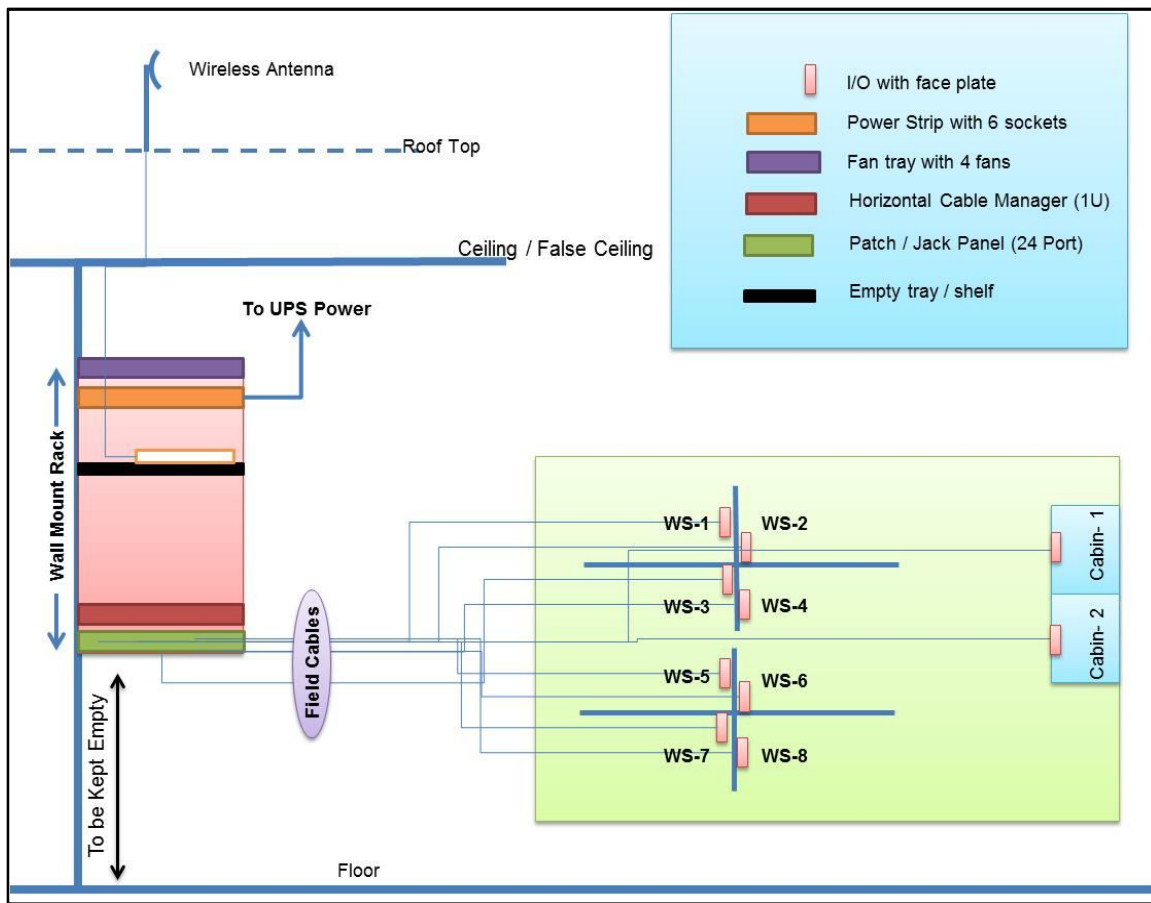 Wireless Antenna
Roof Top
Ceiling / False Ceiling
I/O with face plate
Power Strip with 6 sockets
Fan tray with 4 fans
Horizontal Cable Manager (1U)
Patch / Jack Panel (24 Port)
Empty tray / shelf
To UPS Power
Wall Mount Rack
Field Cables
To be Kept Empty
WS-1
WS-2
WS-3
WS-4
WS-5
WS-6
WS-7
WS-8
Cabin- 1
Cabin- 2
Floor